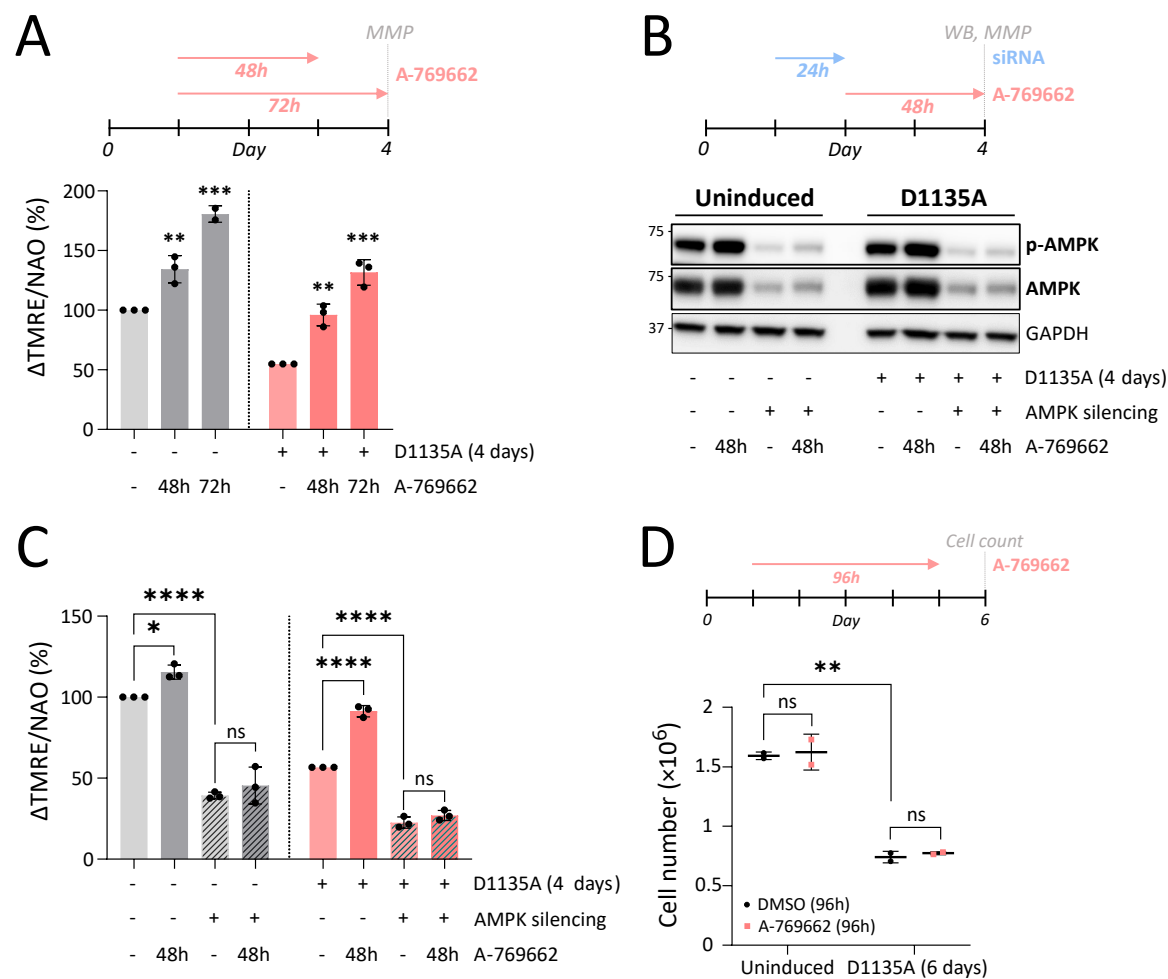 A
MMP
48h
A-769662
72h
0
Day
4
ΔTMRE/NAO (%)
200
150
100
50
0
**
***
**
***
- - - + + + D1135A (4 days)
- 48h 72h - 48h 72h A-769662
B
WB, MMP
24h
siRNA
48h
A-769662
0
Day
4
Uninduced D1135A
75
p-AMPK
75
AMPK
37
GAPDH
- - - - + + + + D1135A (4 days)
- - + + - - + + AMPK silencing
- 48h - 48h - 48h - 48h A-769662
C
ΔTMRE/NAO (%)
150
100
50
0
****
*
ns
****
****
ns
- - - - + + + + D1135A (4 days)
- - + + - - + + AMPK silencing
- 48h - 48h - 48h - 48h A-769662
D
Cell count
96h
A-769662
0
Day
6
Cell number (×10⁶)
2
1.5
1
0.5
0
**
ns
ns
DMSO (96h)
A-769662 (96h)
Uninduced D1135A (6 days)